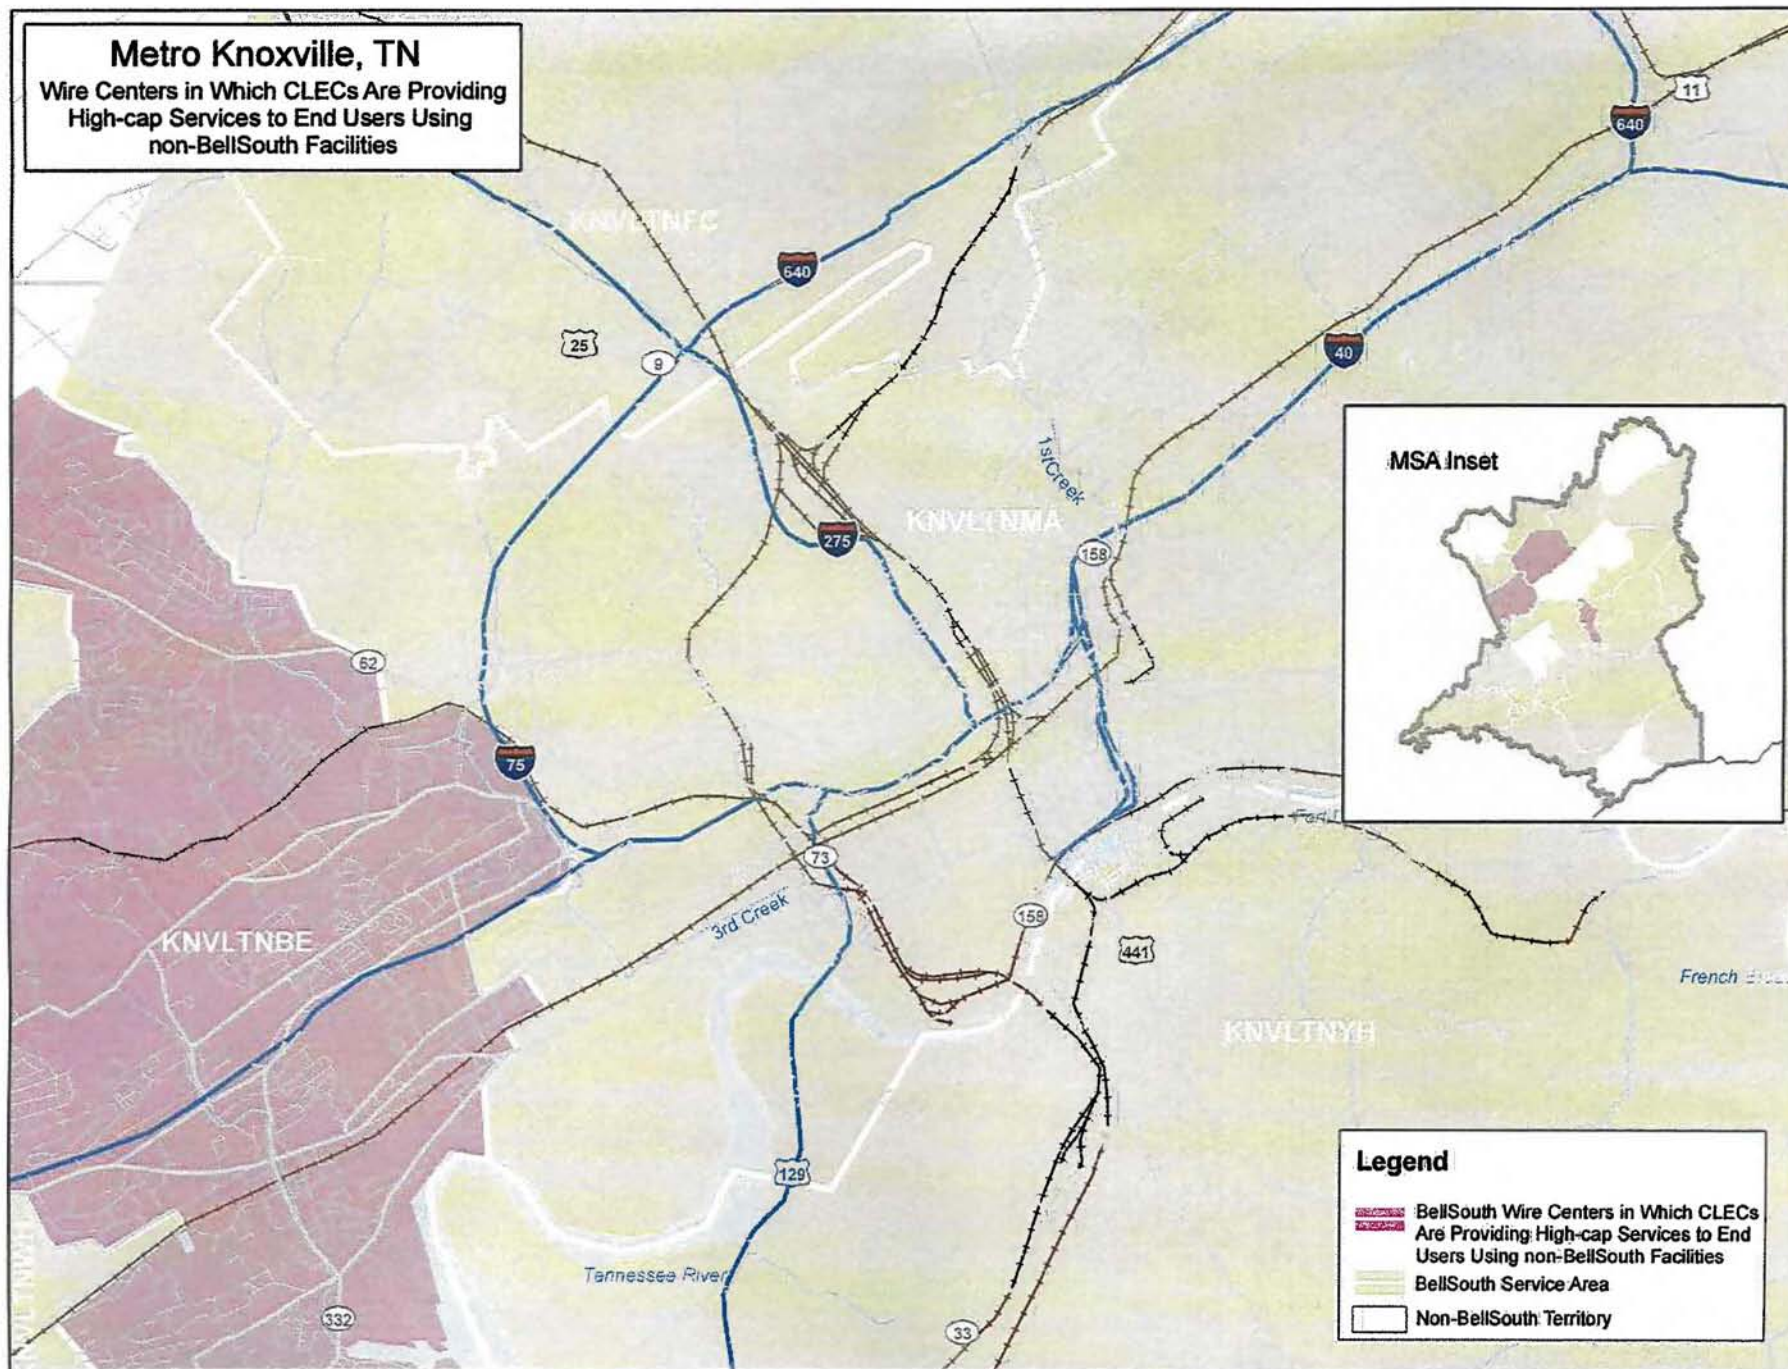 Metro Knoxville, TN
Wire Centers in Which CLECs Are Providing
High-cap Services to End Users Using
non-BellSouth Facilities
11
640
KNVLTNFC
640
25
9
40
MSA Inset
1st Creek
KNVLTNMA
275
158
62
75
73
3rd Creek
158
441
KNVLTNBE
French
KNVLTNYH
129
Tennessee River
332
33
Legend
BellSouth Wire Centers in Which CLECs
Are Providing High-cap Services to End
Users Using non-BellSouth Facilities
BellSouth Service Area
Non-BellSouth Territory